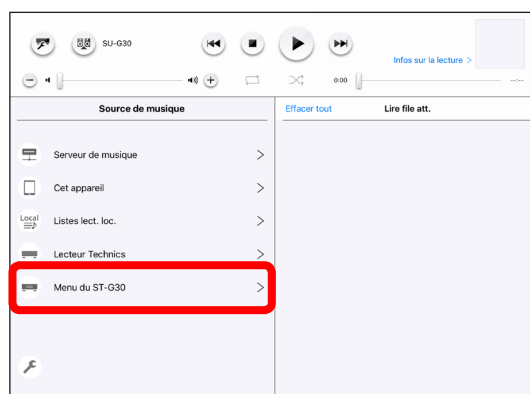 SU-G30
Infos sur la lecture >
0:00
--:--
Source de musique
Effacer tout
Lire file att.
Serveur de musique
Cet appareil
Local
Listes lect. loc.
Lecteur Technics
Menu du ST-G30